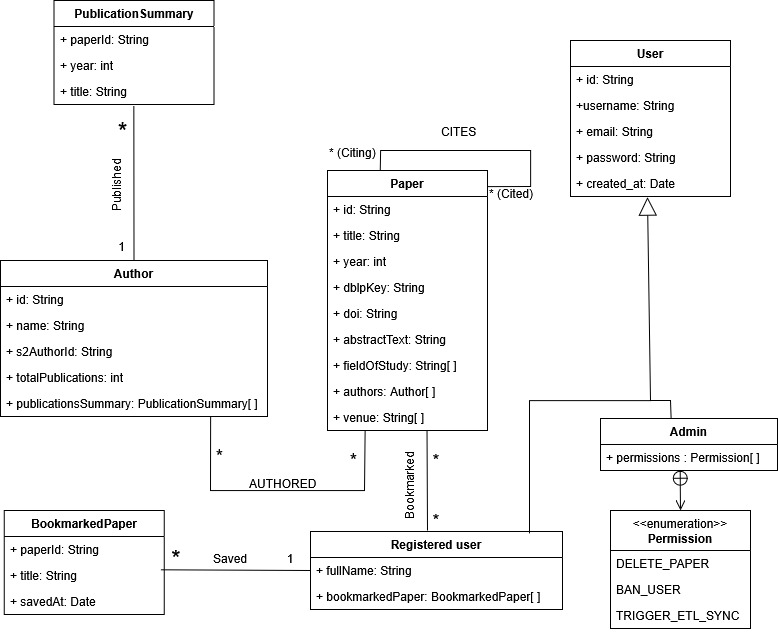 PublicationSummary
+ paperId: String
+ year: int
+ title: String
*
Published
1
Author
+ id: String
+ name: String
+ s2AuthorId: String
+ totalPublications: int
+ publicationsSummary: PublicationSummary[ ]
*
AUTHORED
*
CITES
* (Citing)
* (Cited)
Paper
+ id: String
+ title: String
+ year: int
+ dblpKey: String
+ doi: String
+ abstractText: String
+ fieldOfStudy: String[ ]
+ authors: Author[ ]
+ venue: String[ ]
*
Bookmarked
*
User
+ id: String
+username: String
+ email: String
+ password: String
+ created_at: Date
Admin
+ permissions : Permission[ ]
<<enumeration>>
Permission
DELETE_PAPER
BAN_USER
TRIGGER_ETL_SYNC
BookmarkedPaper
+ paperId: String
+ title: String
+ savedAt: Date
*
Saved
1
Registered user
+ fullName: String
+ bookmarkedPaper: BookmarkedPaper[ ]